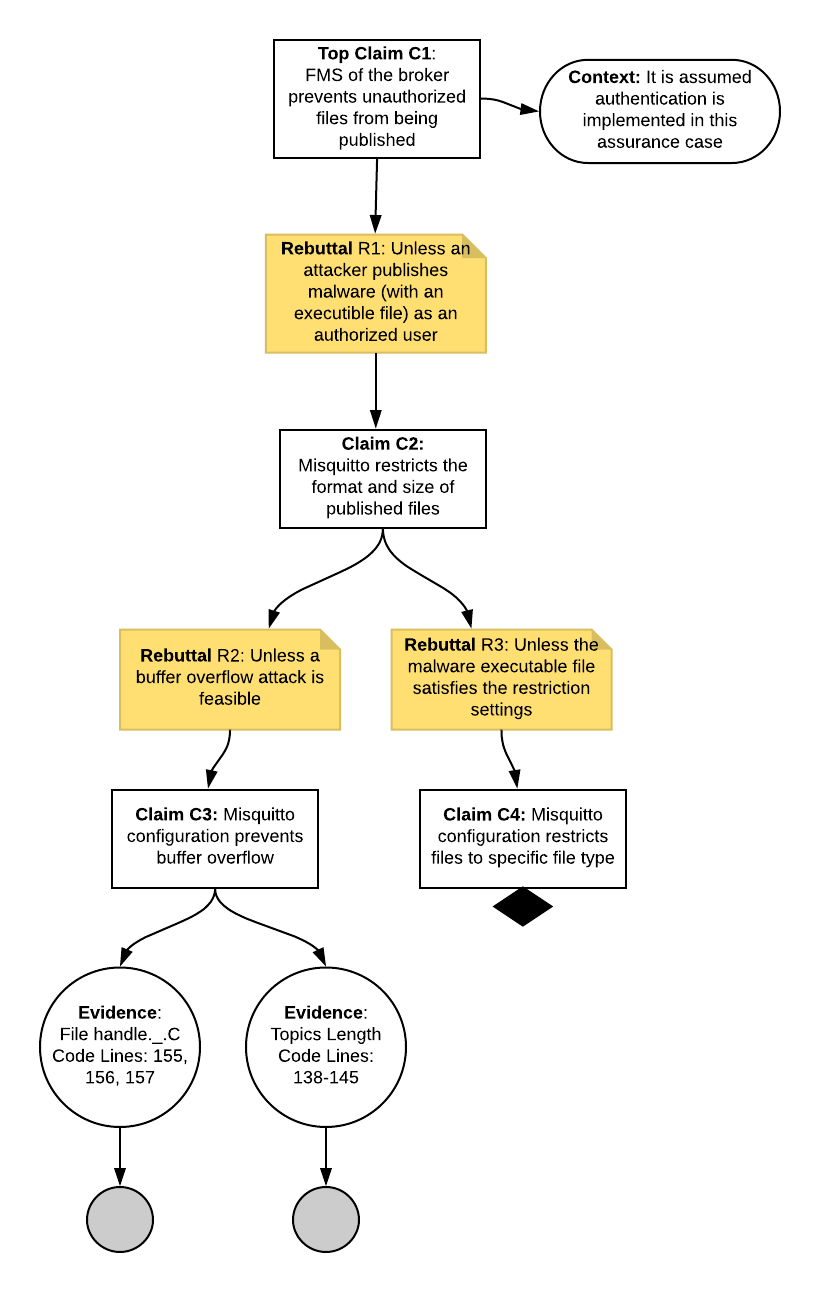 Top Claim C1:
FMS of the broker
prevents unauthorized
files from being
published
Context: It is assumed
authentication is
implemented in this
assurance case
Rebuttal R1: Unless an
attacker publishes
malware (with an
executible file) as an
authorized user
Claim C2:
Misquitto restricts the
format and size of
published files
Rebuttal R2: Unless a
buffer overflow attack is
feasible
Rebuttal R3: Unless the
malware executable file
satisfies the restriction
settings
Claim C3: Misquitto
configuration prevents
buffer overflow
Claim C4: Misquitto
configuration restricts
files to specific file type
Evidence:
File handle._.C
Code Lines: 155,
156, 157
Evidence:
Topics Length
Code Lines:
138-145